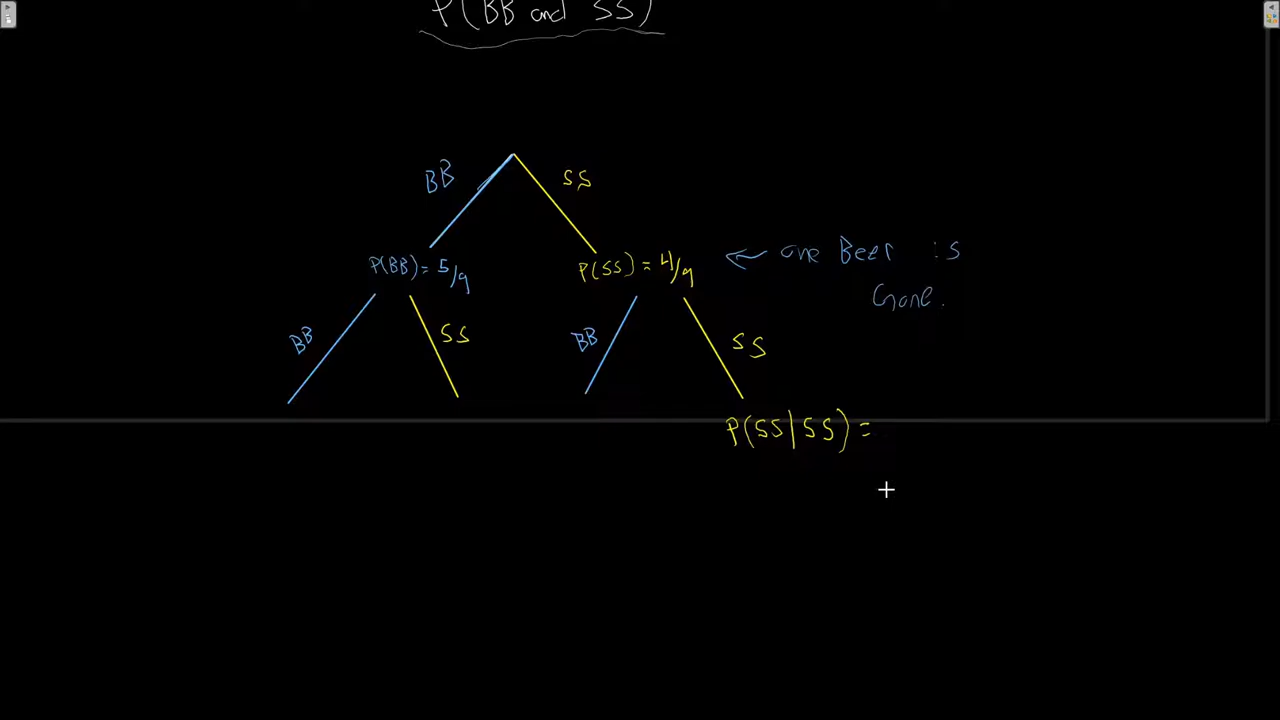 P(BB and SS)
BB
SS
P(BB) = 5/9
P(SS) = 4/9
← one Beer is
Gone.
BB
SS
BB
SS
P(SS|SS) =